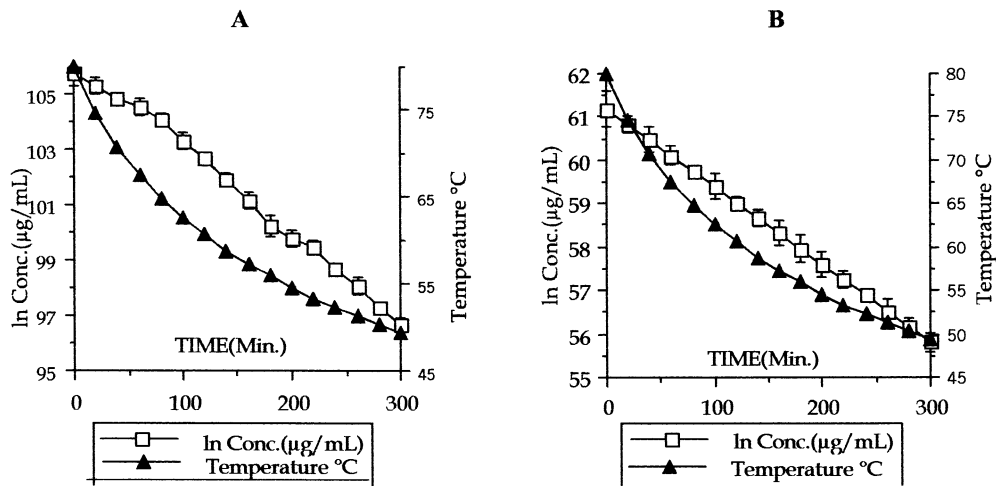 A
105
103
101
99
97
95
ln Conc.(µg/mL)
75
65
55
45
Temperature °C
TIME(Min.)
0 100 200 300
ln Conc.(µg/mL)
Temperature °C
B
62
61
60
59
58
57
56
55
ln Conc.(µg/mL)
80
75
70
65
60
55
50
45
Temperature °C
TIME(Min.)
0 100 200 300
ln Conc.(µg/mL)
Temperature °C